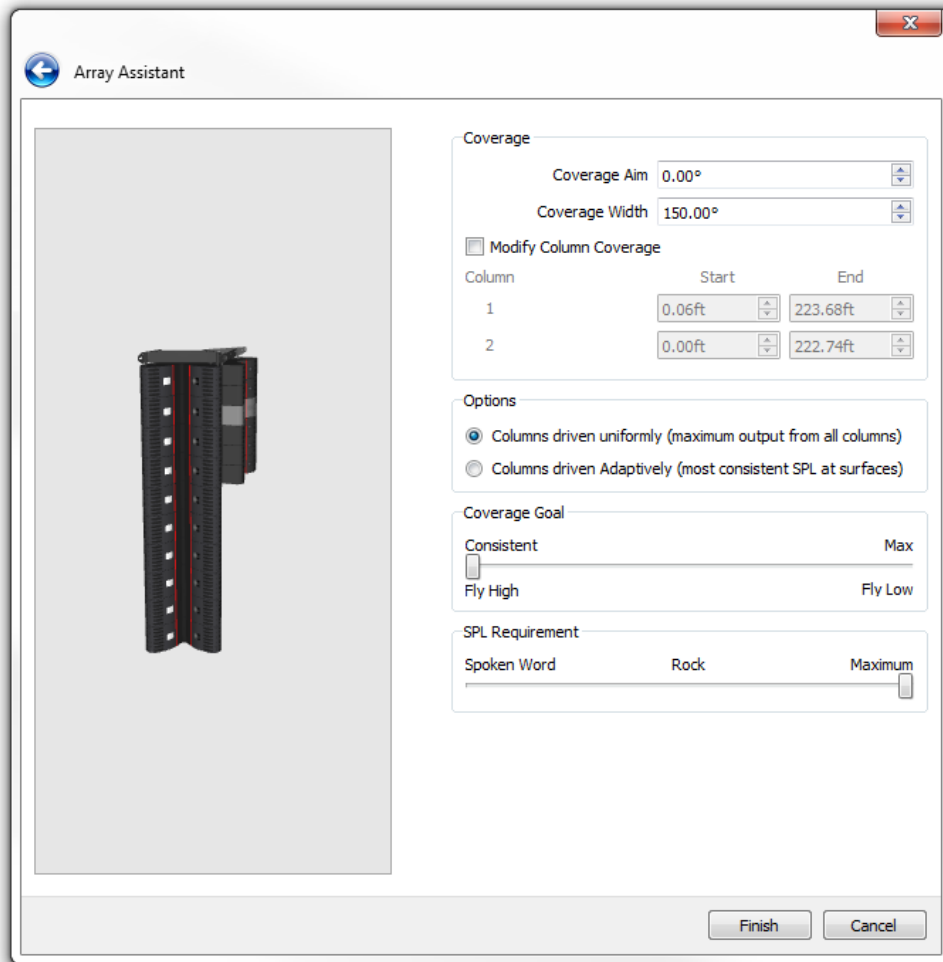 Array Assistant
Coverage
Coverage Aim 0.00°
Coverage Width 150.00°
Modify Column Coverage
Column Start End
1 0.06ft 223.68ft
2 0.00ft 222.74ft
Options
Columns driven uniformly (maximum output from all columns)
Columns driven Adaptively (most consistent SPL at surfaces)
Coverage Goal
Consistent Max
Fly High Fly Low
SPL Requirement
Spoken Word Rock Maximum
Finish Cancel